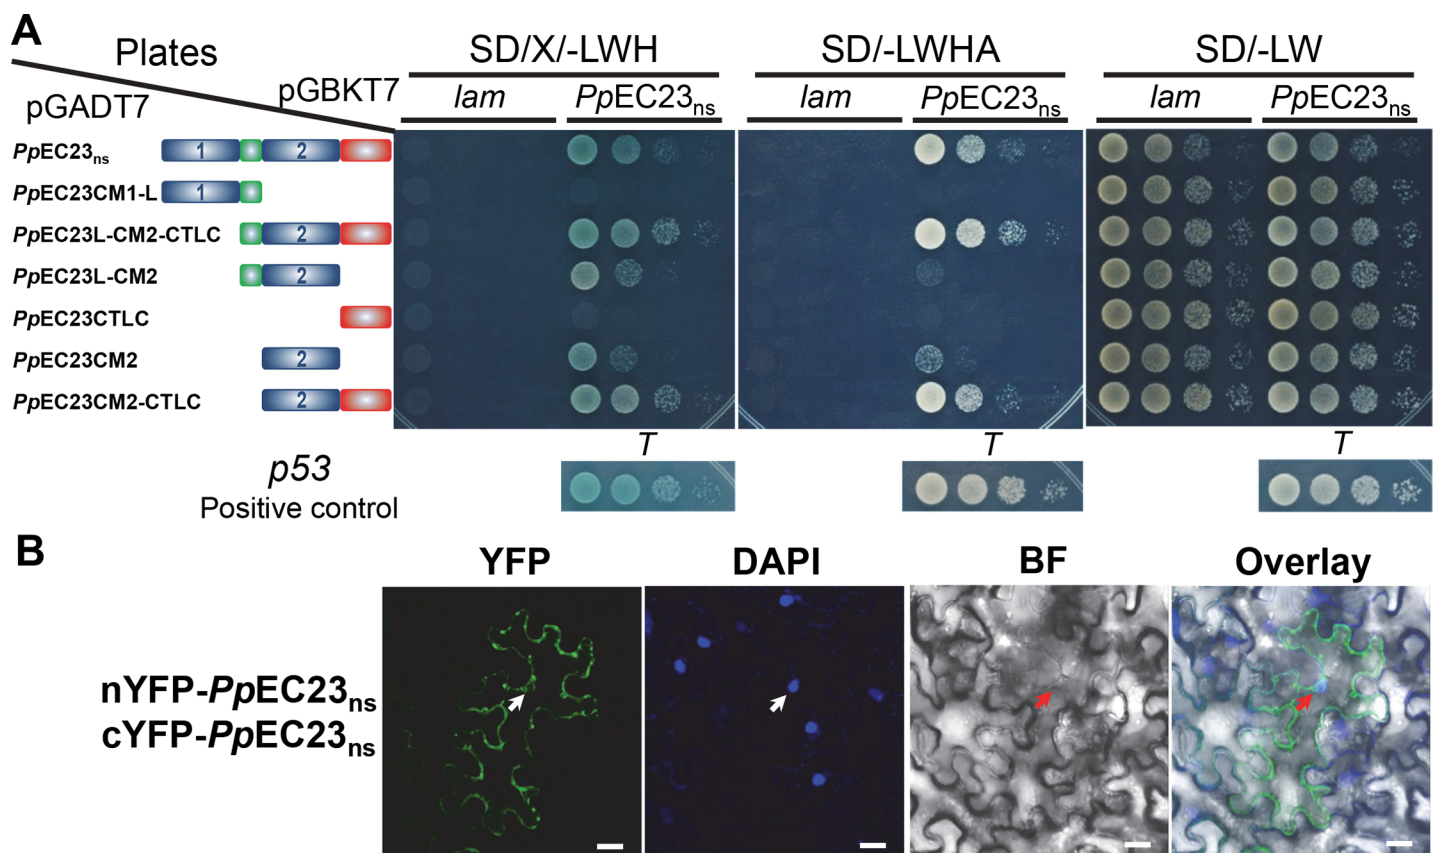 A
Plates
SD/X/-LWH
SD/-LWHA
SD/-LW
pGADT7
pGBKT7
lam
PpEC23ns
lam
PpEC23ns
lam
PpEC23ns
PpEC23ns
1
2
PpEC23CM1-L
1
PpEC23L-CM2-CTLC
2
PpEC23L-CM2
2
PpEC23CTLC
PpEC23CM2
2
PpEC23CM2-CTLC
2
T
T
T
p53
Positive control
B
YFP
DAPI
BF
Overlay
nYFP-PpEC23ns
cYFP-PpEC23ns